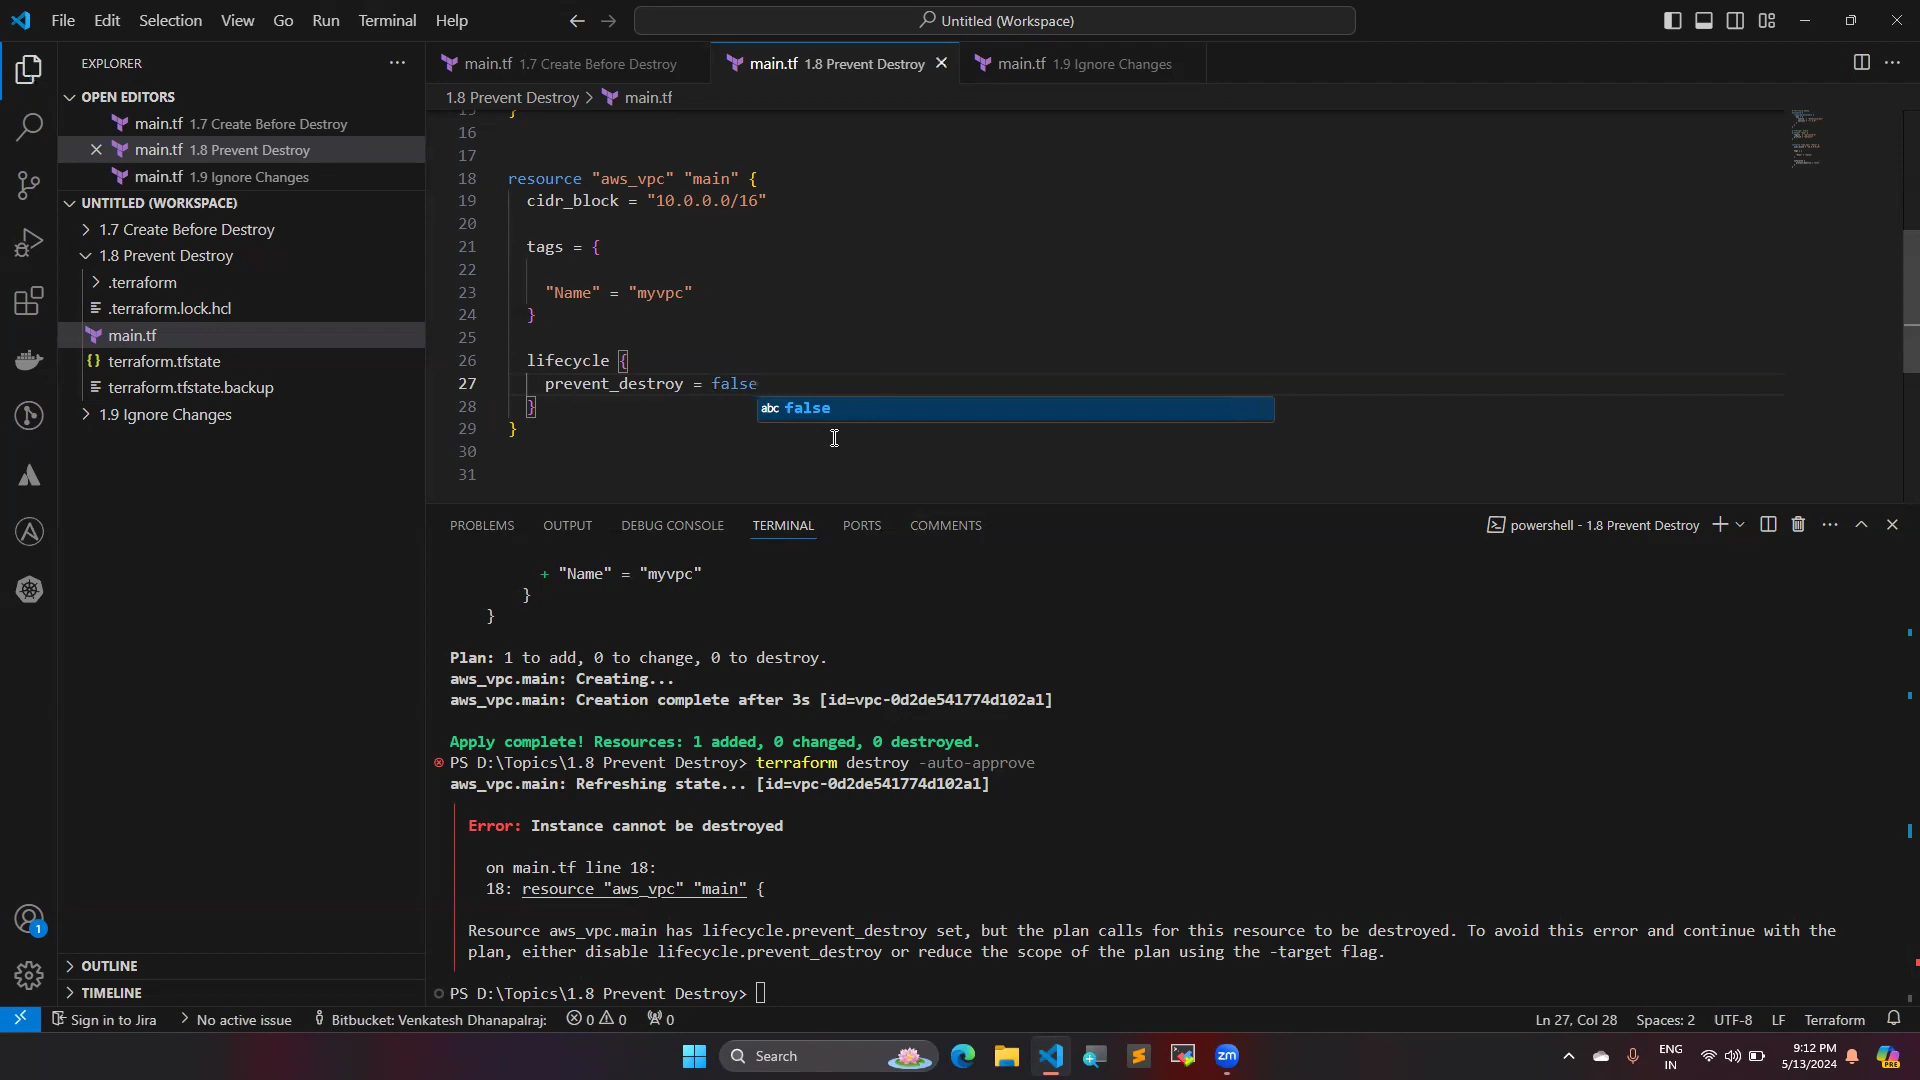 File Edit Selection View Go Run Terminal Help
Untitled (Workspace)
EXPLORER
OPEN EDITORS
main.tf 1.7 Create Before Destroy
main.tf 1.8 Prevent Destroy
main.tf 1.9 Ignore Changes
UNTITLED (WORKSPACE)
1.7 Create Before Destroy
1.8 Prevent Destroy
.terraform
.terraform.lock.hcl
main.tf
terraform.tfstate
terraform.tfstate.backup
1.9 Ignore Changes
OUTLINE
TIMELINE
main.tf 1.7 Create Before Destroy
main.tf 1.8 Prevent Destroy
main.tf 1.9 Ignore Changes
1.8 Prevent Destroy > main.tf
15 }
16
17
18 resource "aws_vpc" "main" {
19 cidr_block = "10.0.0.0/16"
20
21 tags = {
22
23 "Name" = "myvpc"
24 }
25
26 lifecycle {
27 prevent_destroy = false
28 }
abc false
29 }
30
31
PROBLEMS OUTPUT DEBUG CONSOLE TERMINAL PORTS COMMENTS
powershell - 1.8 Prevent Destroy
+ "Name" = "myvpc"
}
}
Plan: 1 to add, 0 to change, 0 to destroy.
aws_vpc.main: Creating...
aws_vpc.main: Creation complete after 3s [id=vpc-0d2de541774d102a1]
Apply complete! Resources: 1 added, 0 changed, 0 destroyed.
PS D:\Topics\1.8 Prevent Destroy> terraform destroy -auto-approve
aws_vpc.main: Refreshing state... [id=vpc-0d2de541774d102a1]
Error: Instance cannot be destroyed
on main.tf line 18:
18: resource "aws_vpc" "main" {
Resource aws_vpc.main has lifecycle.prevent_destroy set, but the plan calls for this resource to be destroyed. To avoid this error and continue with the
plan, either disable lifecycle.prevent_destroy or reduce the scope of the plan using the -target flag.
PS D:\Topics\1.8 Prevent Destroy>
1
Sign in to Jira No active issue Bitbucket: Venkatesh Dhanapalraj: 0 0 0
Ln 27, Col 28 Spaces: 2 UTF-8 LF Terraform
Search
zm
ENG
IN
9:12 PM
5/13/2024
PRE